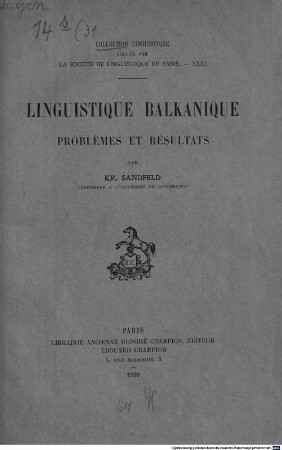 14 s (31
COLLECTION LINGUISTIQUE
PUBLIÉE PAR
LA SOCIÉTÉ DE LINGUISTIQUE DE PARIS. — XXXI
LINGUISTIQUE BALKANIQUE
PROBLÈMES ET RÉSULTATS
PAR
KR. SANDFELD
PROFESSEUR A L'UNIVERSITÉ DE COPENHAGUE
PARIS
LIBRAIRIE ANCIENNE HONORÉ CHAMPION, ÉDITEUR
ÉDOUARD CHAMPION
5, QUAI MALAQUAIS, 5
1930